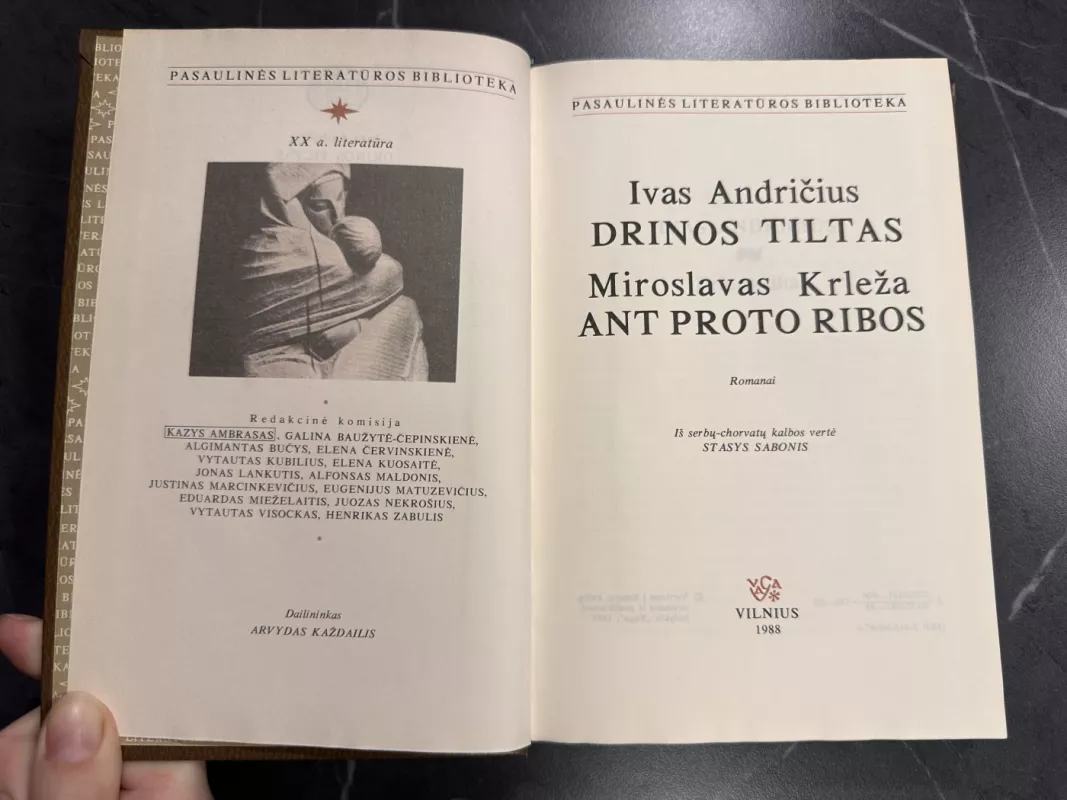 PASAULINĖS LITERATŪROS BIBLIOTEKA
XX a. literatūra
Redakcinė komisija
KAZYS AMBRASAS, GALINA BAUŽYTĖ-ČEPINSKIENĖ,
ALGIMANTAS BUČYS, ELENA ČERVINSKIENĖ,
VYTAUTAS KUBILIUS, ELENA KUOSAITĖ,
JONAS LANKUTIS, ALFONSAS MALDONIS,
JUSTINAS MARCINKEVIČIUS, EUGENIJUS MATUZEVIČIUS,
EDUARDAS MIEŽELAITIS, JUOZAS NEKROŠIUS,
VYTAUTAS VISOCKAS, HENRIKAS ZABULIS
Dailininkas
ARVYDAS KAŽDAILIS
PASAULINĖS LITERATŪROS BIBLIOTEKA
Ivas Andričius
DRINOS TILTAS
Miroslavas Krleža
ANT PROTO RIBOS
Romanai
Iš serbų-chorvatų kalbos vertė
STASYS SABONIS
VAGA
VILNIUS
1988